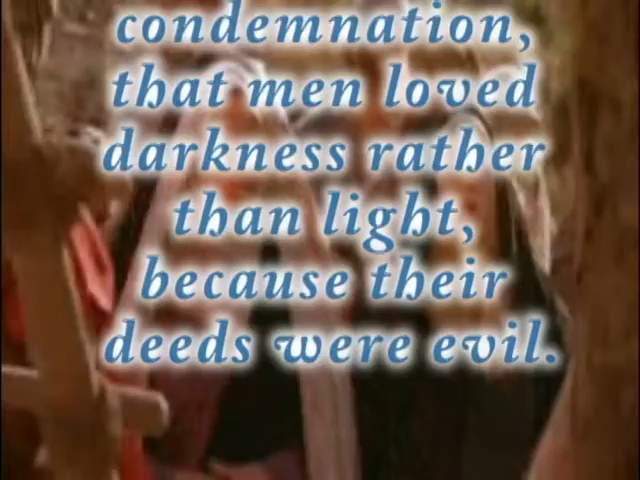 condemnation,
that men loved
darkness rather
than light,
because their
deeds were evil.